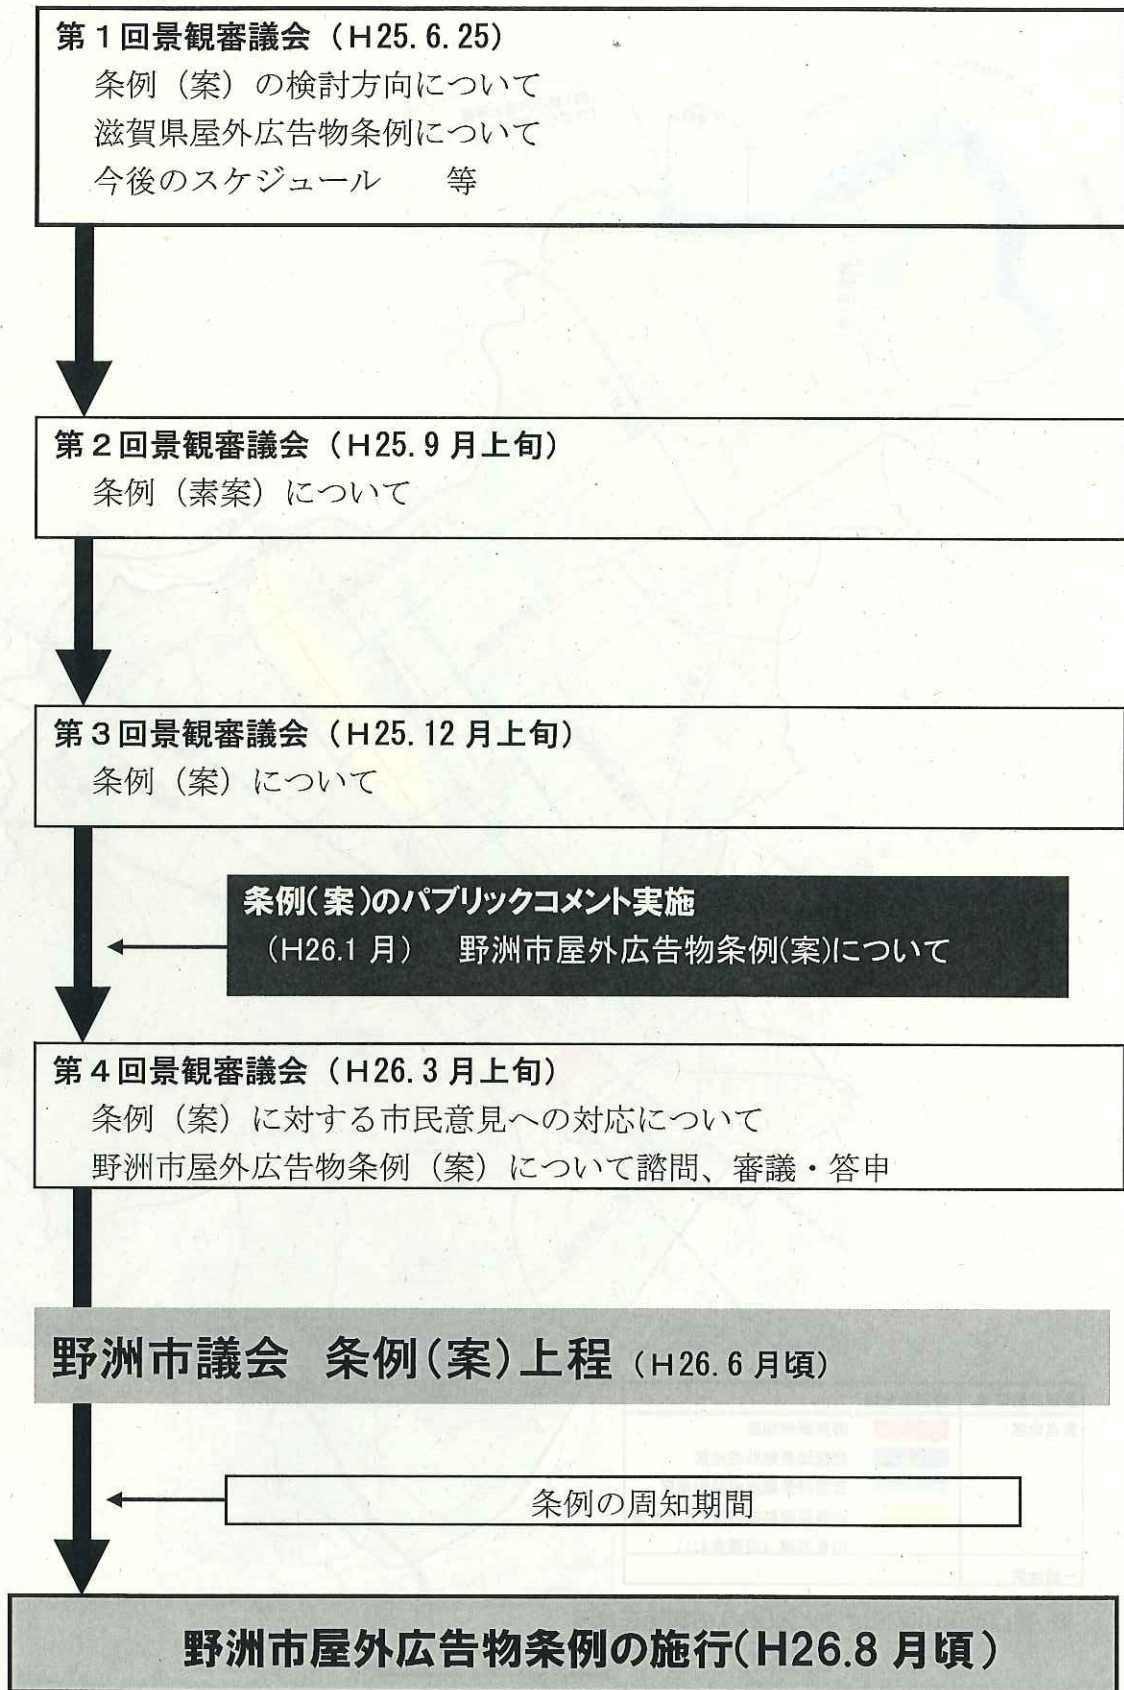 第１回景観審議会（H25.6.25）
条例（案）の検討方向について
滋賀県屋外広告物条例について
今後のスケジュール　　等
第２回景観審議会（H25.9 月上旬）
条例（素案）について
第３回景観審議会（H25.12 月上旬）
条例（案）について
条例(案)のパブリックコメント実施
（H26.1 月）　野洲市屋外広告物条例(案)について
第４回景観審議会（H26.3 月上旬）
条例（案）に対する市民意見への対応について
野洲市屋外広告物条例（案）について諮問、審議・答申
野洲市議会　条例(案)上程（H26.6 月頃）
条例の周知期間
野洲市屋外広告物条例の施行(H26.8 月頃)